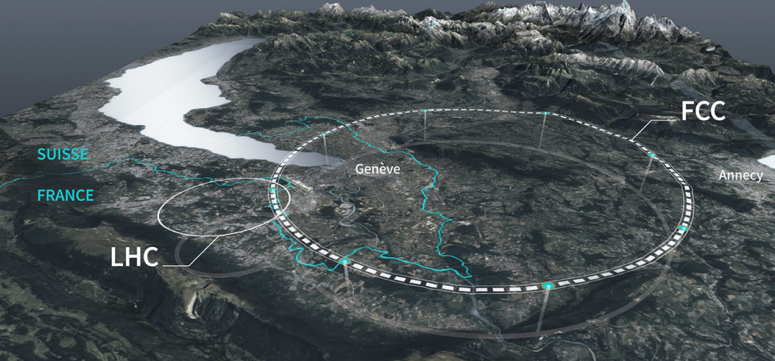 FCC
SUISSE
Genève
Annecy
FRANCE
LHC